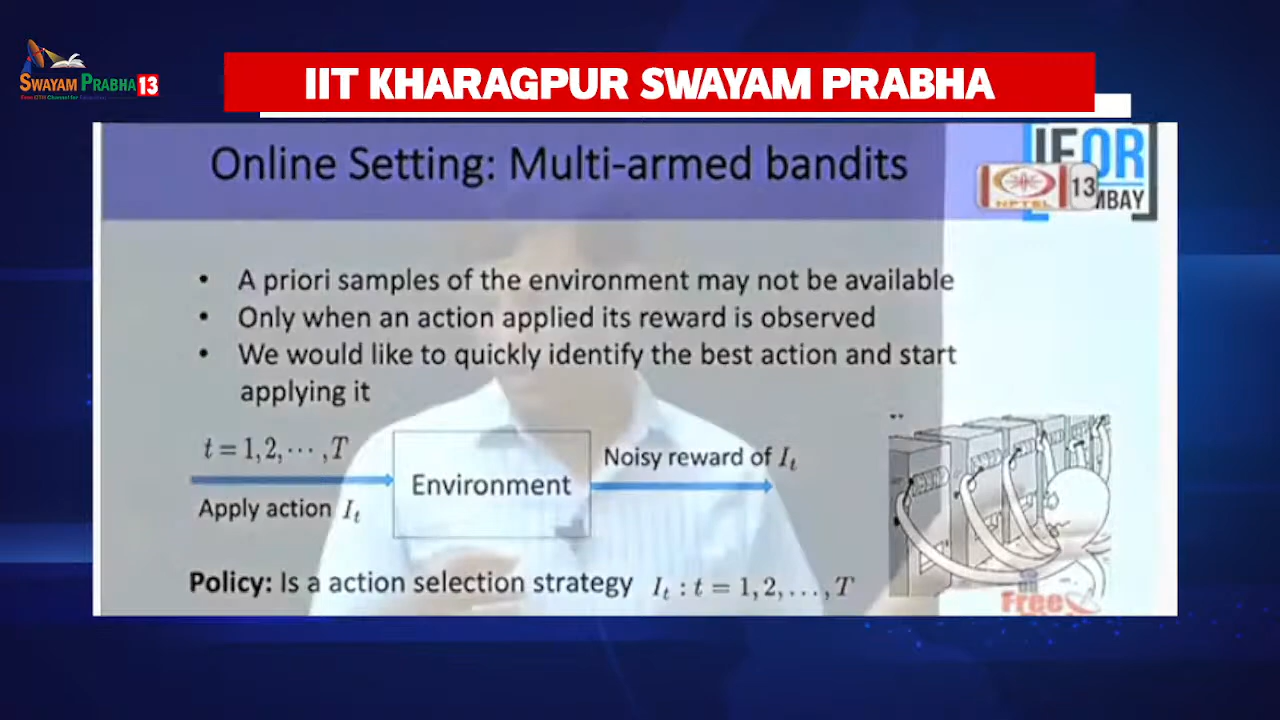 SWAYAM PRABHA 13
IIT KHARAGPUR SWAYAM PRABHA
Online Setting: Multi-armed bandits
IEOR
13
MBAY
NPTEL
• A priori samples of the environment may not be available
• Only when an action applied its reward is observed
• We would like to quickly identify the best action and start
applying it
t = 1, 2, ⋯ , T
Apply action I_t
Environment
Noisy reward of I_t
Policy: Is a action selection strategy I_t : t = 1, 2, . . . , T
Free